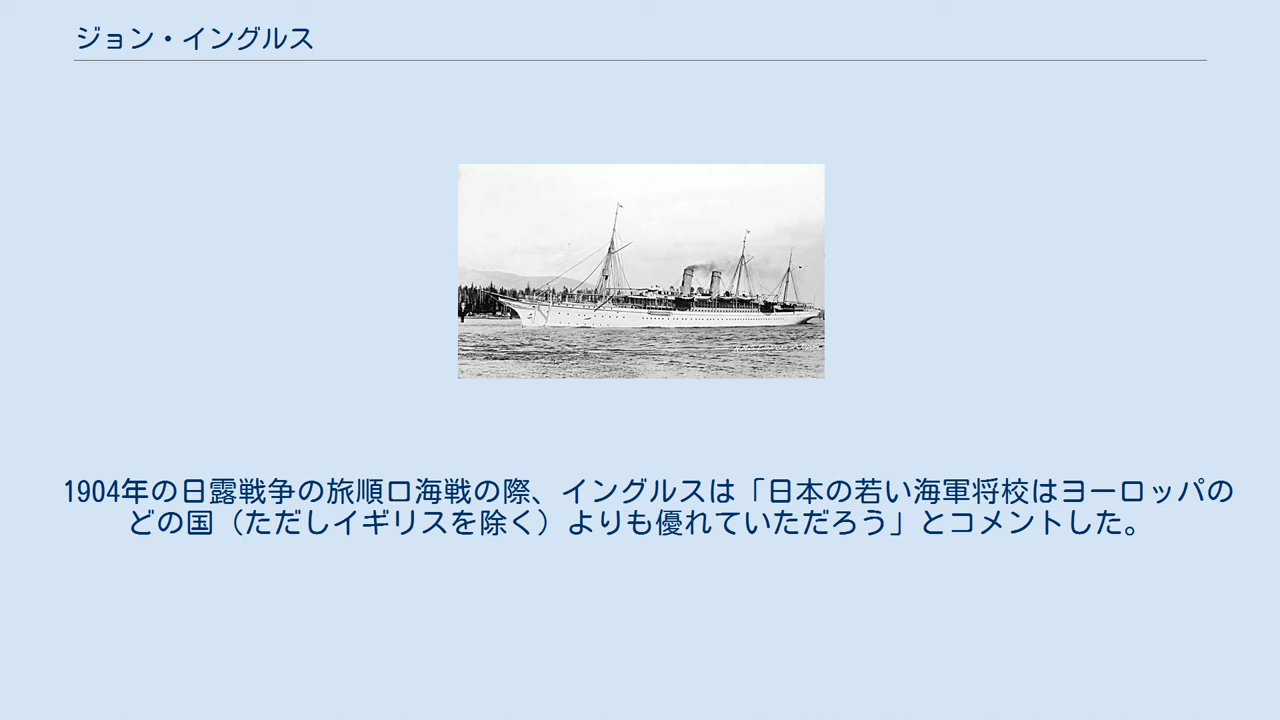 ジョン・イングルス
1904年の日露戦争の旅順口海戦の際、イングルスは「日本の若い海軍将校はヨーロッパの
どの国（ただしイギリスを除く）よりも優れていただろう」とコメントした。